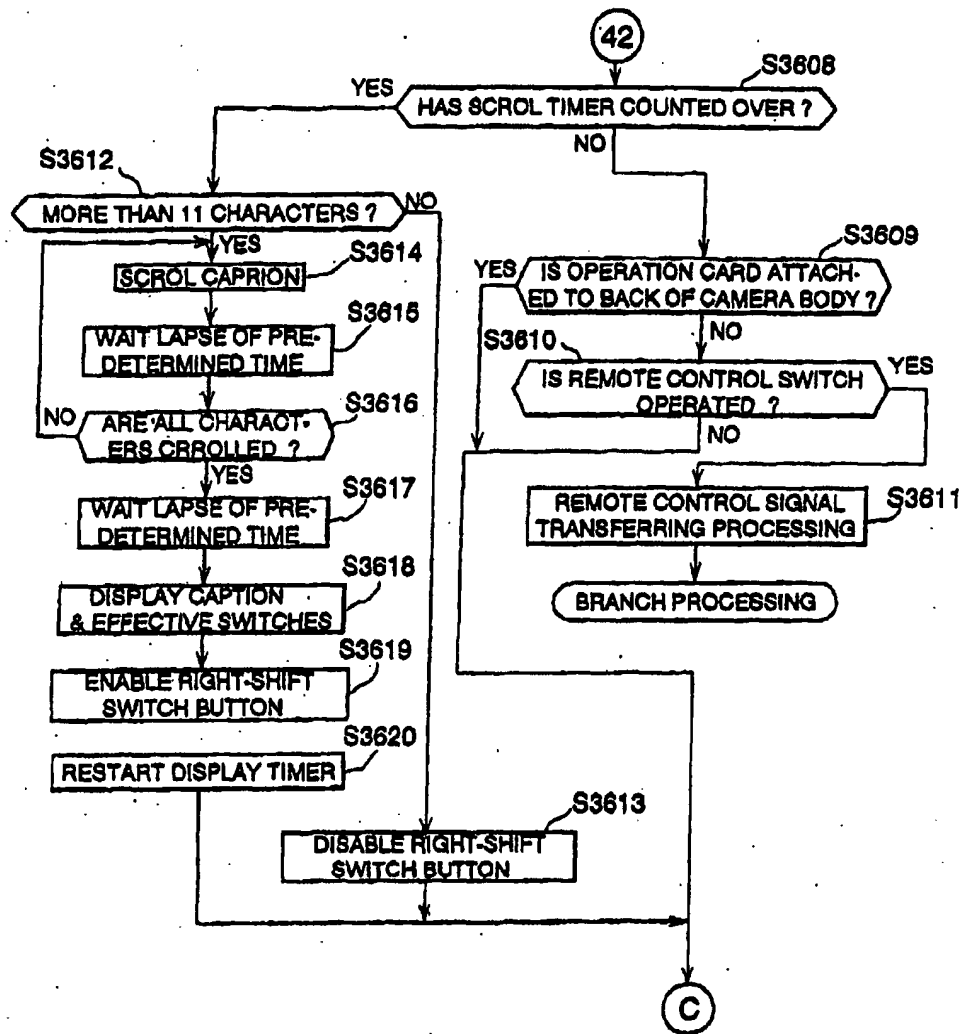 42
S3608
YES
HAS SCROL TIMER COUNTED OVER ?
NO
S3612
MORE THAN 11 CHARACTERS ?
NO
YES
S3614
SCROL CAPRION
S3615
WAIT LAPSE OF PRE-
DETERMINED TIME
S3616
NO
ARE ALL CHARACT-
ERS CRROLLED ?
YES
S3617
WAIT LAPSE OF PRE-
DETERMINED TIME
S3618
DISPLAY CAPTION
& EFFECTIVE SWITCHES
S3619
ENABLE RIGHT-SHIFT
SWITCH BUTTON
S3620
RESTART DISPLAY TIMER
S3613
DISABLE RIGHT-SHIFT
SWITCH BUTTON
S3609
YES
IS OPERATION CARD ATTACH-
ED TO BACK OF CAMERA BODY ?
NO
S3610
YES
IS REMOTE CONTROL SWITCH
OPERATED ?
NO
REMOTE CONTROL SIGNAL
TRANSFERRING PROCESSING
S3611
BRANCH PROCESSING
C